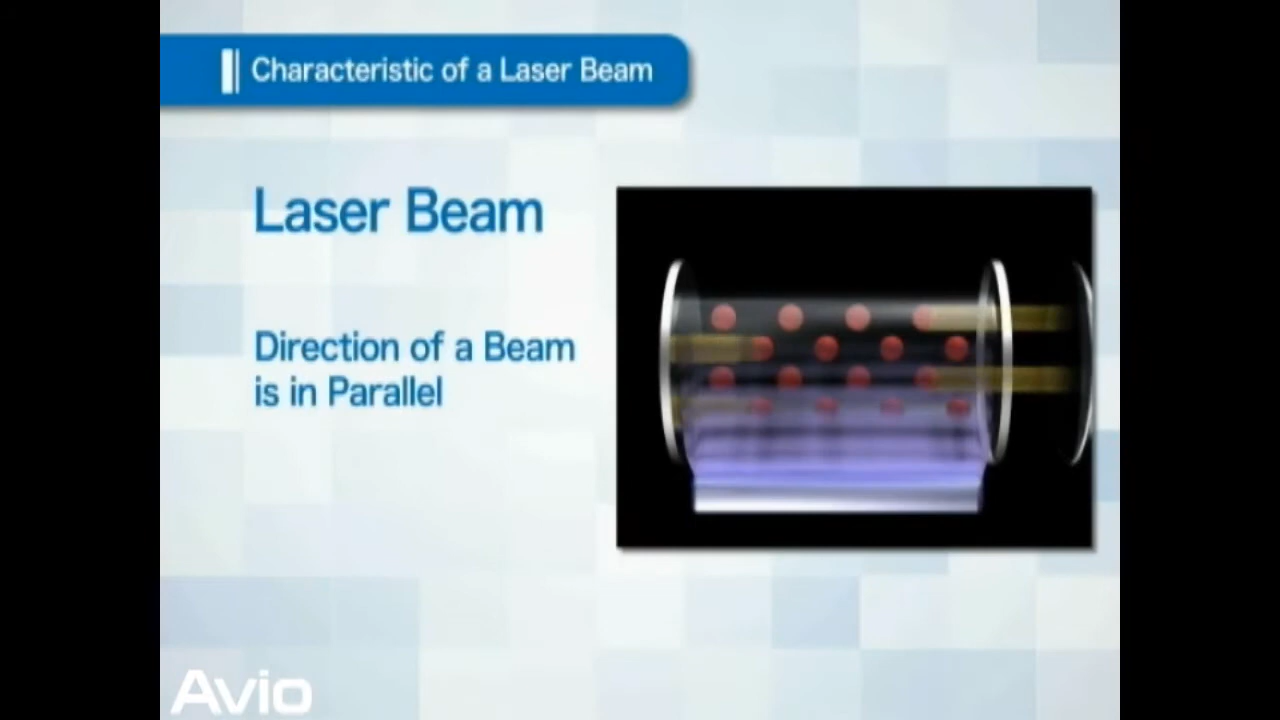 Characteristic of a Laser Beam
Laser Beam
Direction of a Beam
is in Parallel
Avio